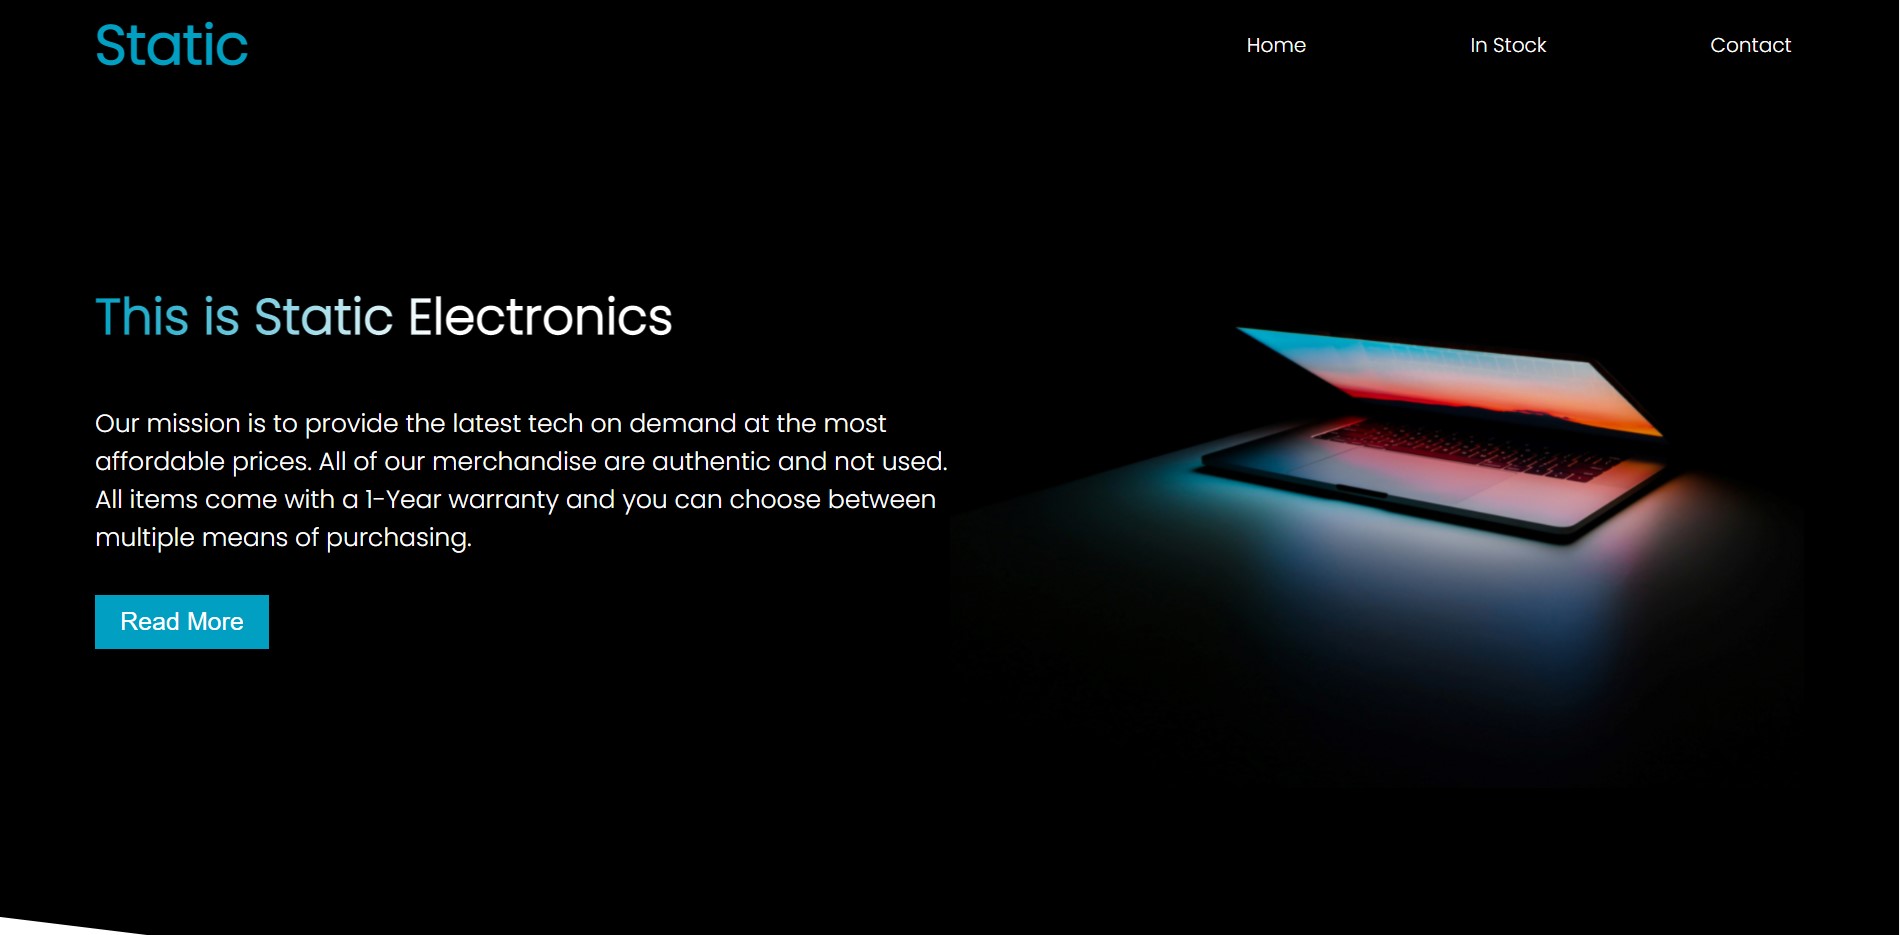 Static
Home
In Stock
Contact
This is Static Electronics
Our mission is to provide the latest tech on demand at the most
affordable prices. All of our merchandise are authentic and not used.
All items come with a 1-Year warranty and you can choose between
multiple means of purchasing.
Read More